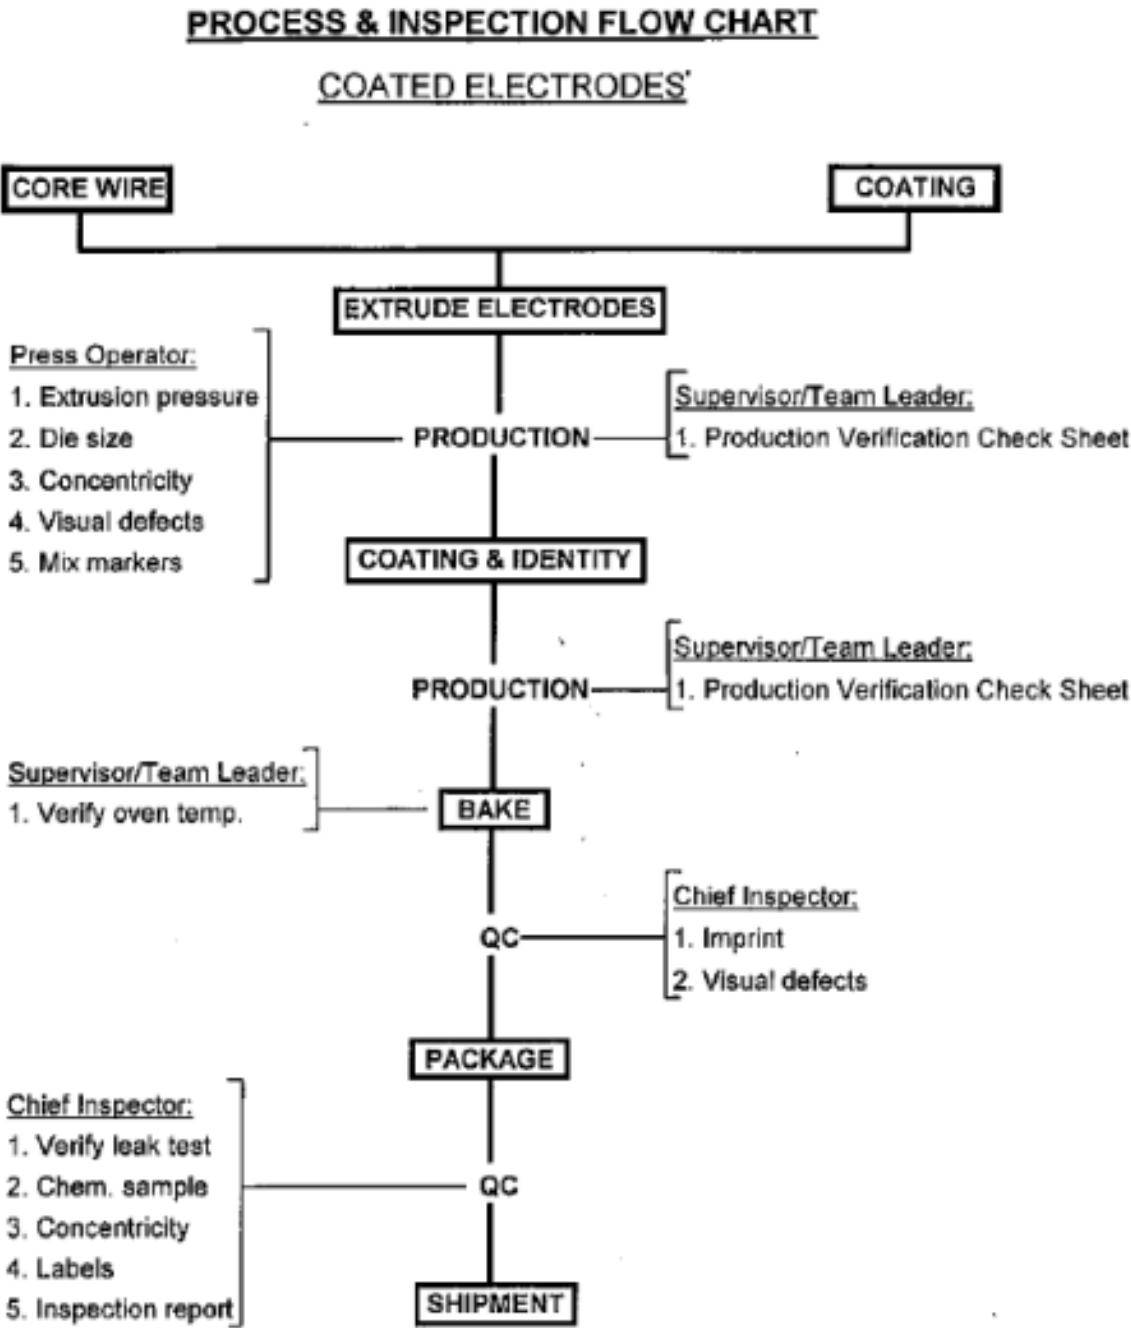 PROCESS & INSPECTION FLOW CHART
COATED ELECTRODES
CORE WIRE
COATING
EXTRUDE ELECTRODES
Press Operator:
1. Extrusion pressure
2. Die size
3. Concentricity
4. Visual defects
5. Mix markers
PRODUCTION
Supervisor/Team Leader:
1. Production Verification Check Sheet
COATING & IDENTITY
PRODUCTION
Supervisor/Team Leader:
1. Production Verification Check Sheet
Supervisor/Team Leader:
1. Verify oven temp.
BAKE
QC
Chief Inspector:
1. Imprint
2. Visual defects
PACKAGE
Chief Inspector:
1. Verify leak test
2. Chem. sample
3. Concentricity
4. Labels
5. Inspection report
QC
SHIPMENT